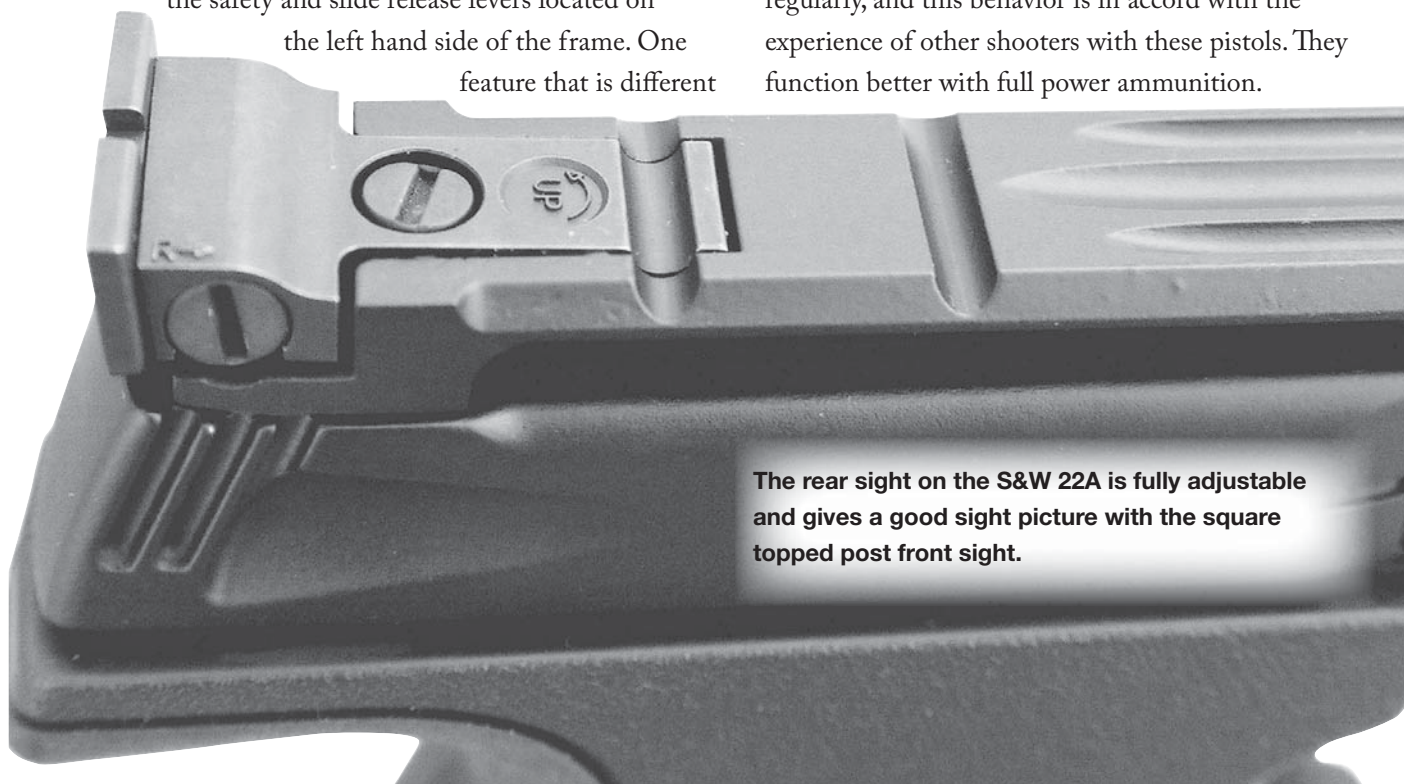 the safety and slide release levers located on
the left hand side of the frame. One
feature that is different
regularly, and this behavior is in accord with the
experience of other shooters with these pistols. They
function better with full power ammunition.
UP
R
The rear sight on the S&W 22A is fully adjustable
and gives a good sight picture with the square
topped post front sight.